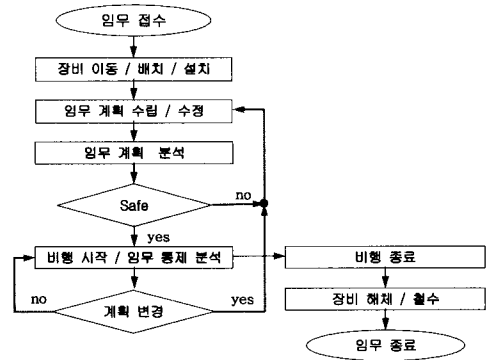 임무 접수
장비 이동 / 배치 / 설치
임무 계획 수립 / 수정
임무 계획 분석
Safe
no
yes
비행 시작 / 임무 통제 분석
비행 종료
no
계획 변경
yes
장비 해체 / 철수
임무 종료